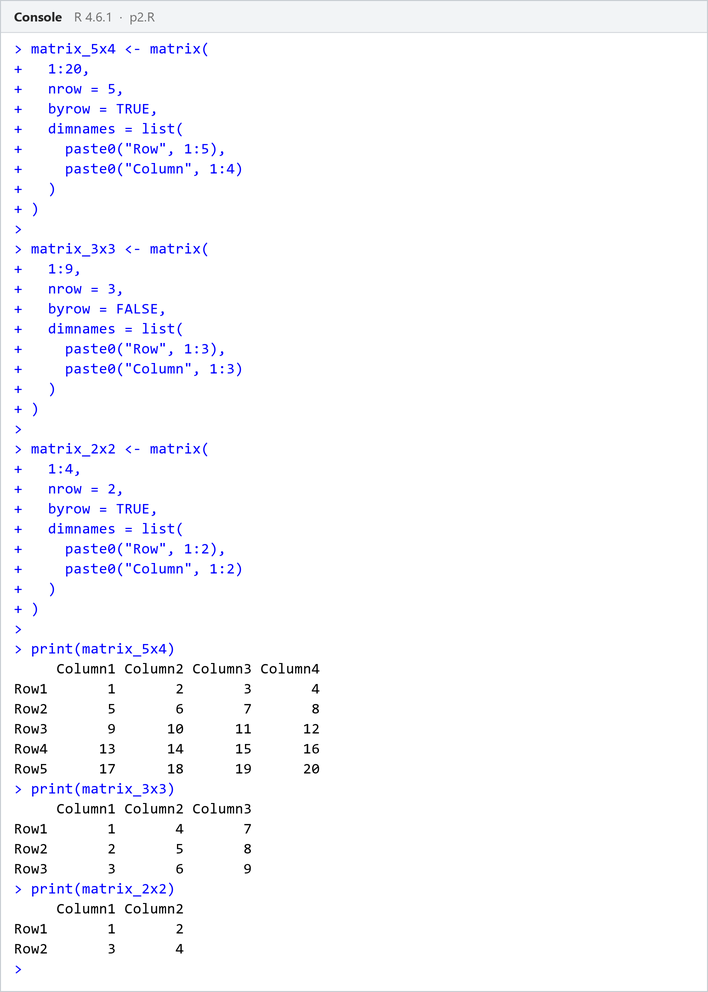 Console R 4.6.1 · p2.R
> matrix_5x4 <- matrix(
+   1:20,
+   nrow = 5,
+   byrow = TRUE,
+   dimnames = list(
+     paste0("Row", 1:5),
+     paste0("Column", 1:4)
+   )
+ )
>
> matrix_3x3 <- matrix(
+   1:9,
+   nrow = 3,
+   byrow = FALSE,
+   dimnames = list(
+     paste0("Row", 1:3),
+     paste0("Column", 1:3)
+   )
+ )
>
> matrix_2x2 <- matrix(
+   1:4,
+   nrow = 2,
+   byrow = TRUE,
+   dimnames = list(
+     paste0("Row", 1:2),
+     paste0("Column", 1:2)
+   )
+ )
>
> print(matrix_5x4)
     Column1 Column2 Column3 Column4
Row1       1       2       3       4
Row2       5       6       7       8
Row3       9      10      11      12
Row4      13      14      15      16
Row5      17      18      19      20
> print(matrix_3x3)
     Column1 Column2 Column3
Row1       1       4       7
Row2       2       5       8
Row3       3       6       9
> print(matrix_2x2)
     Column1 Column2
Row1       1       2
Row2       3       4
>